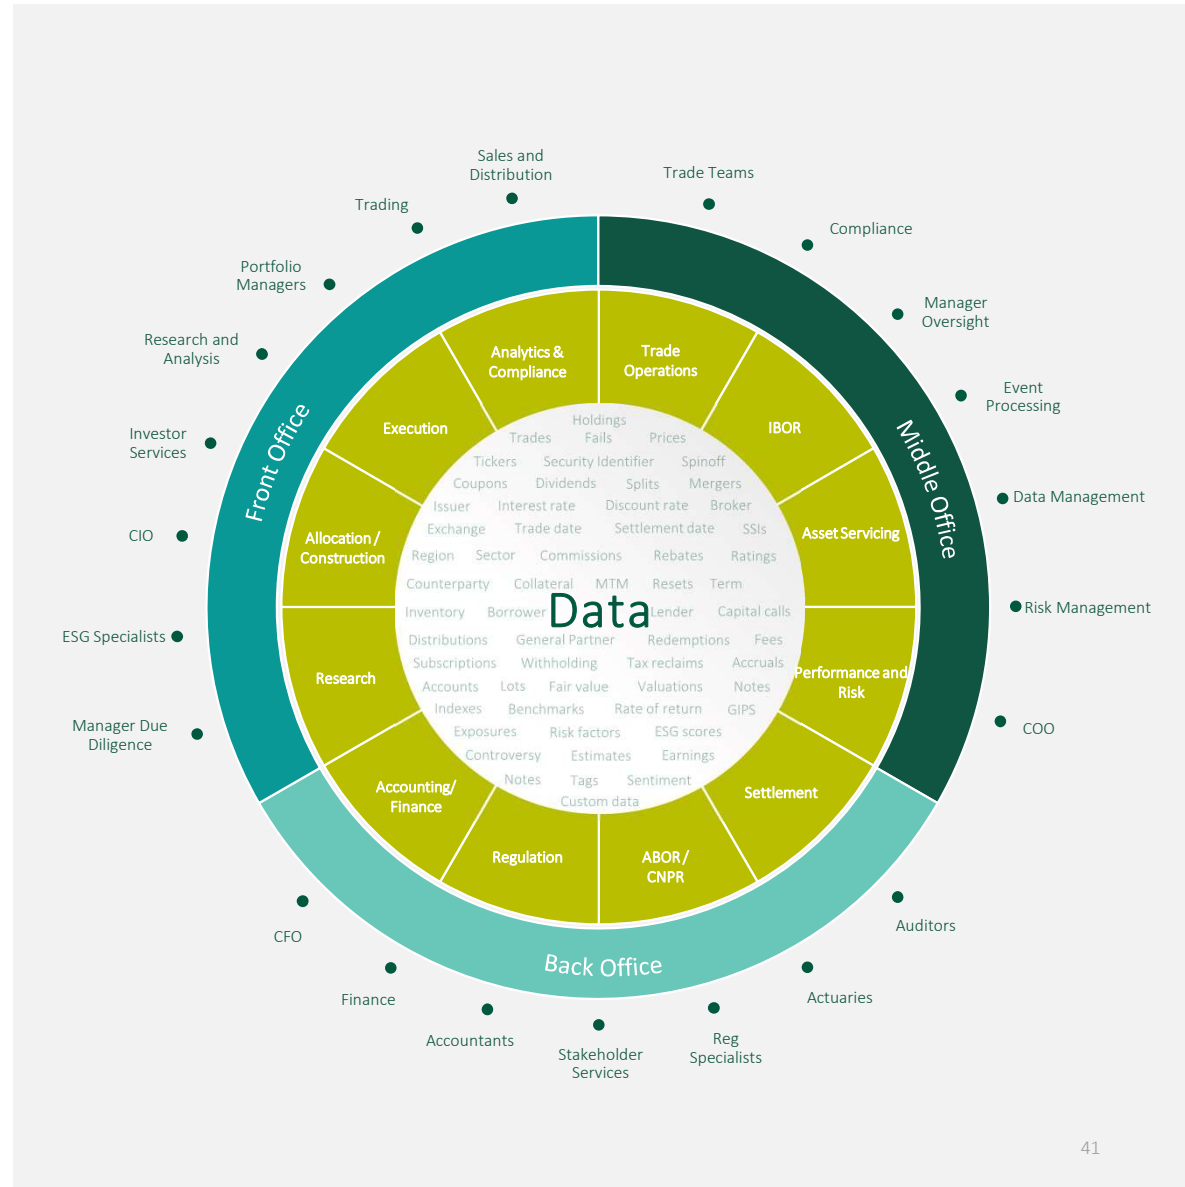 Sales and
Distribution
Trade Teams
Trading
Compliance
Portfolio
Managers
Manager
Oversight
Research and
Analysis
Event
Processing
Investor
Services
Data Management
CIO
Risk Management
ESG Specialists
COO
Manager Due
Diligence
CFO
Auditors
Finance
Actuaries
Accountants
Reg
Specialists
Stakeholder
Services
Front Office
Middle Office
Back Office
Analytics &
Compliance
Trade
Operations
Execution
IBOR
Allocation /
Construction
Asset Servicing
Research
Performance and
Risk
Accounting/
Finance
Settlement
Regulation
ABOR /
CNPR
Holdings
Trades Fails Prices
Tickers Security Identifier Spinoff
Coupons Dividends Splits Mergers
Issuer Interest rate Discount rate Broker
Exchange Trade date Settlement date SSIs
Region Sector Commissions Rebates Ratings
Counterparty Collateral MTM Resets Term
Data
Inventory Borrower Lender Capital calls
Distributions General Partner Redemptions Fees
Subscriptions Withholding Tax reclaims Accruals
Accounts Lots Fair value Valuations Notes
Indexes Benchmarks Rate of return GIPS
Exposures Risk factors ESG scores
Controversy Estimates Earnings
Notes Tags Sentiment
Custom data
41